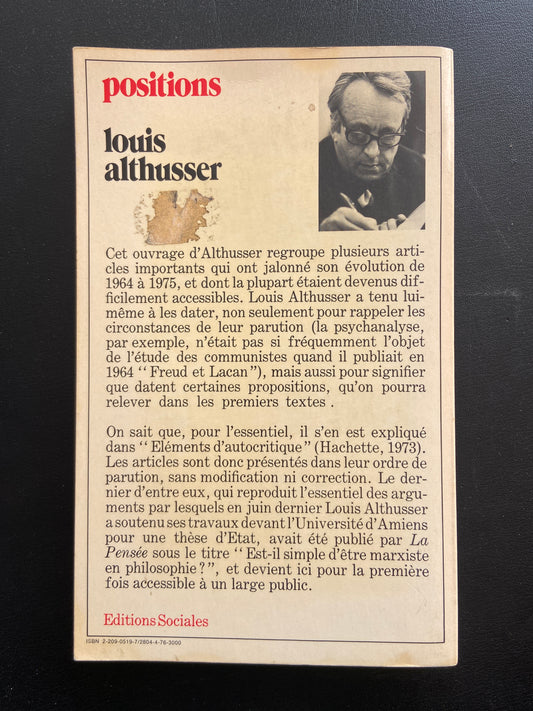 positions
louis
althusser
Cet ouvrage d'Althusser regroupe plusieurs arti-
cles importants qui ont jalonné son évolution de
1964 à 1975, et dont la plupart étaient devenus dif-
ficilement accessibles. Louis Althusser a tenu lui-
même à les dater, non seulement pour rappeler les
circonstances de leur parution (la psychanalyse,
par exemple, n'était pas si fréquemment l'objet
de l'étude des communistes quand il publiait en
1964 ‘‘ Freud et Lacan’’), mais aussi pour signifier
que datent certaines propositions, qu'on pourra
relever dans les premiers textes .
On sait que, pour l'essentiel, il s'en est expliqué
dans ‘‘ Eléments d'autocritique’’ (Hachette, 1973).
Les articles sont donc présentés dans leur ordre de
parution, sans modification ni correction. Le der-
nier d'entre eux, qui reproduit l'essentiel des argu-
ments par lesquels en juin dernier Louis Althusser
a soutenu ses travaux devant l'Université d'Amiens
pour une thèse d'Etat, avait été publié par La
Pensée sous le titre ‘‘Est-il simple d'être marxiste
en philosophie ?’’, et devient ici pour la première
fois accessible à un large public.
Editions Sociales
ISBN 2-209-0519-7/2804-4-76-3000